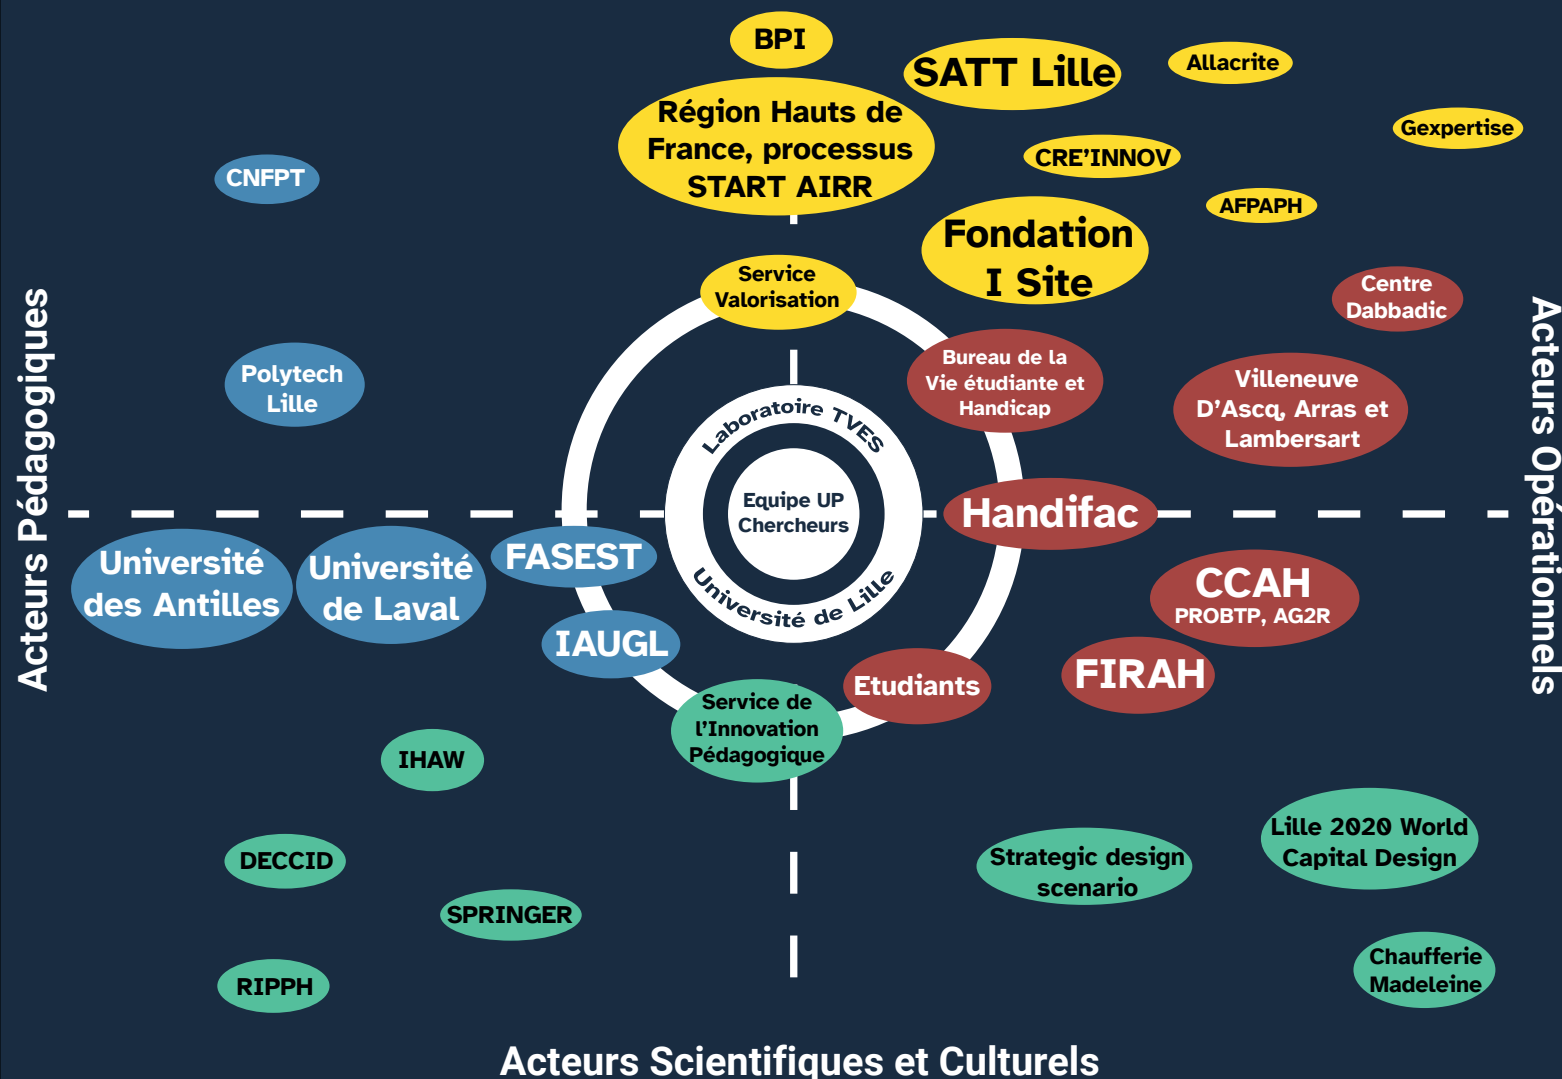 BPI
SATT Lille
Allacrite
Région Hauts de
France, processus
START AIRR
Gexpertise
CRE’INNOV
CNFPT
AFPAPH
Fondation
I Site
Service
Valorisation
Centre
Dabbadic
Bureau de la
Vie étudiante et
Handicap
Polytech
Lille
Villeneuve
D’Ascq, Arras et
Lambersart
Acteurs Pédagogiques
Acteurs Opérationnels
Laboratoire TVES
Equipe UP
Chercheurs
Université de Lille
Handifac
FASEST
Université
des Antilles
Université
de Laval
IAUGL
CCAH
PROBTP, AG2R
FIRAH
Etudiants
Service de
l’Innovation
Pédagogique
IHAW
DECCID
SPRINGER
RIPPH
Strategic design
scenario
Lille 2020 World
Capital Design
Chaufferie
Madeleine
Acteurs Scientifiques et Culturels